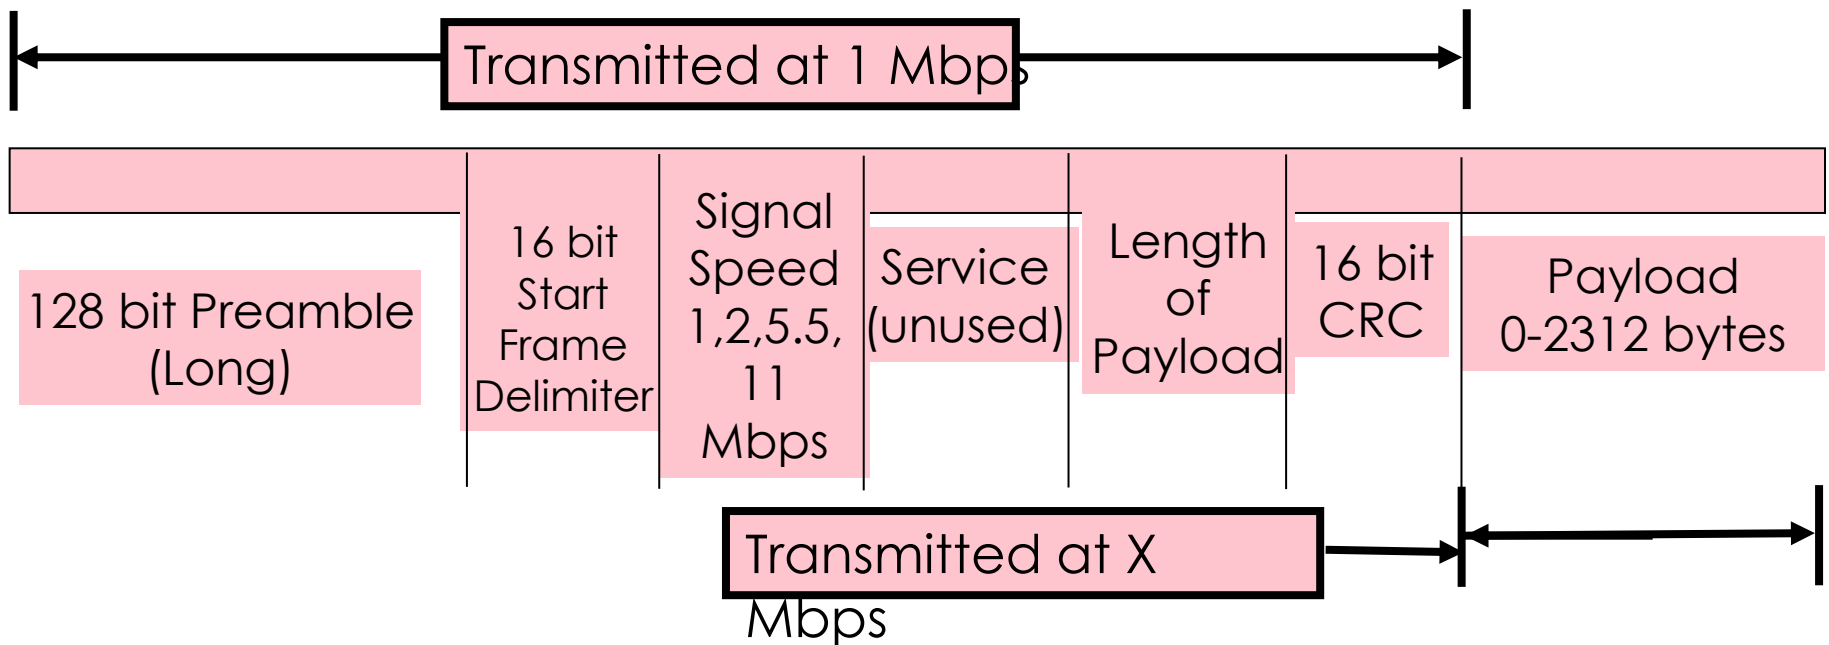 Transmitted at 1 Mbps
128 bit Preamble
(Long)
16 bit
Start
Frame
Delimiter
Signal
Speed
1,2,5.5,
11
Mbps
Service
(unused)
Length
of
Payload
16 bit
CRC
Payload
0-2312 bytes
Transmitted at X
Mbps